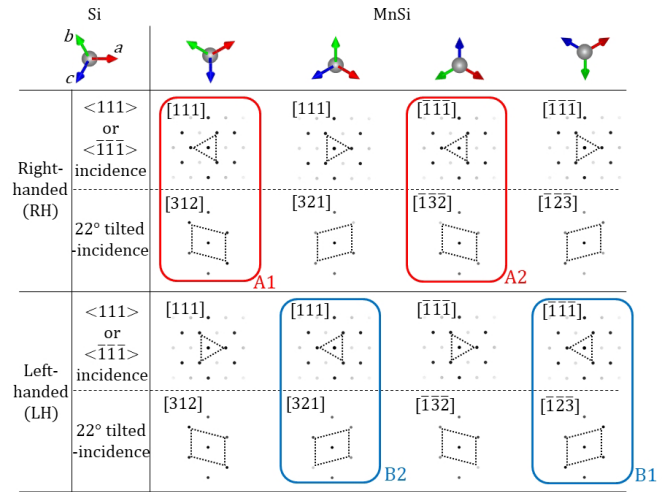 Si
MnSi
b
a
c
Right-
handed
(RH)
<111>
or
<1̅1̅1̅>
incidence
[111]
[111]
[1̅1̅1̅]
[1̅1̅1̅]
22° tilted
-incidence
[312]
[321]
[1̅3̅2̅]
[1̅2̅3̅]
A1
A2
Left-
handed
(LH)
<111>
or
<1̅1̅1̅>
incidence
[111]
[111]
[1̅1̅1̅]
[1̅1̅1̅]
22° tilted
-incidence
[312]
[321]
[1̅3̅2̅]
[1̅2̅3̅]
B2
B1